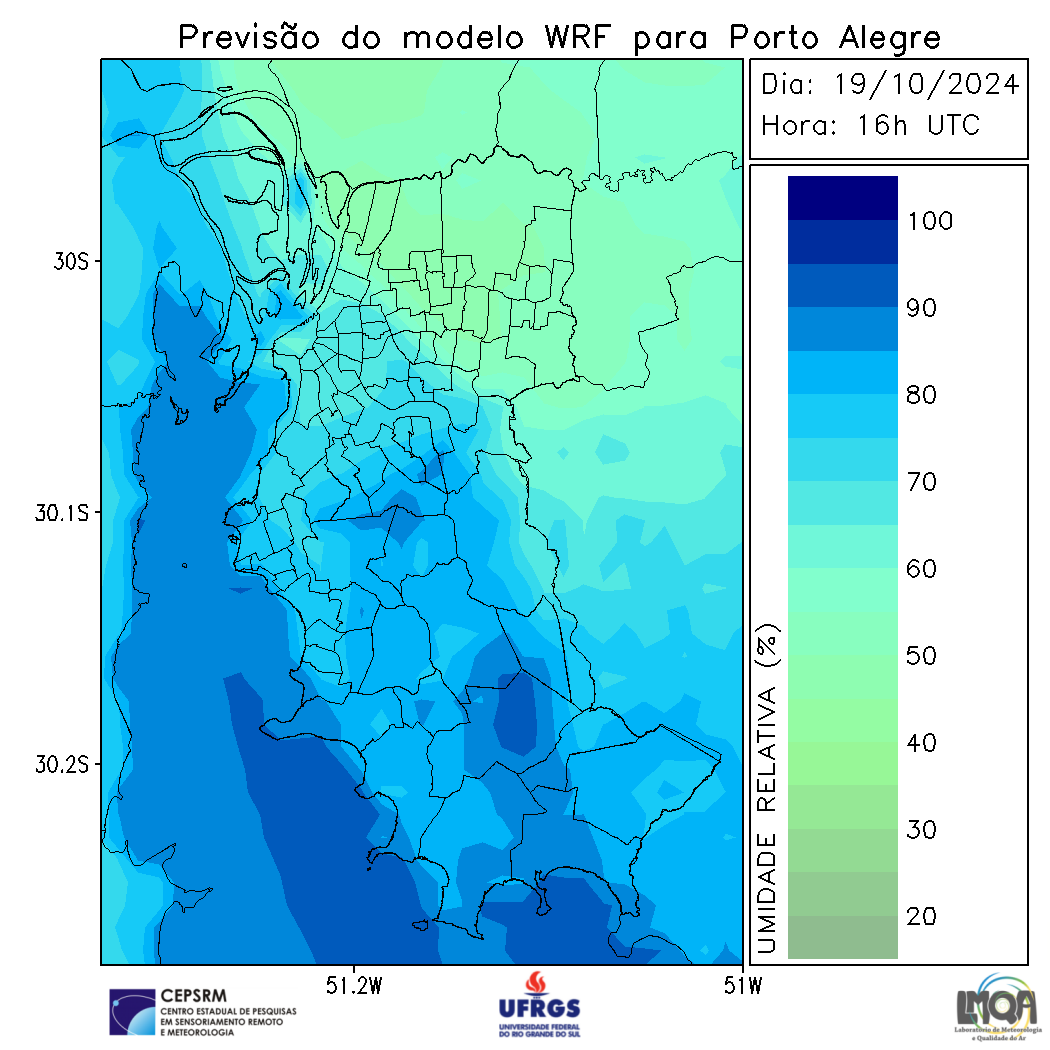 Previsão do modelo WRF para Porto Alegre
Dia: 19/10/2024
Hora: 16h UTC
30S
30.1S
30.2S
51.2W
51W
UMIDADE RELATIVA (%)
100
90
80
70
60
50
40
30
20
CEPSRM
CENTRO ESTADUAL DE PESQUISAS
EM SENSORIAMENTO REMOTO
E METEOROLOGIA
UFRGS
UNIVERSIDADE FEDERAL
DO RIO GRANDE DO SUL
LMQA
Laboratório de Meteorologia
e Qualidade do Ar